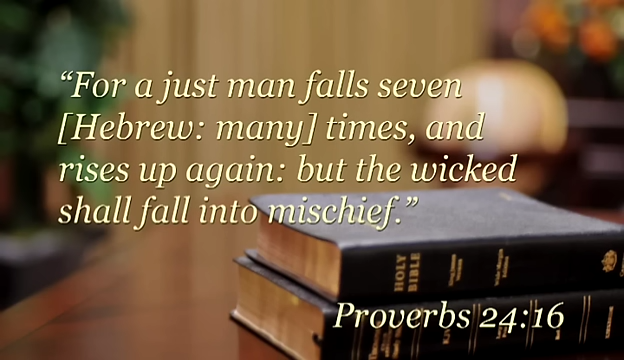 “For a just man falls seven
[Hebrew: many] times, and
rises up again: but the wicked
shall fall into mischief.”
HOLY
BIBLE
Proverbs 24:16